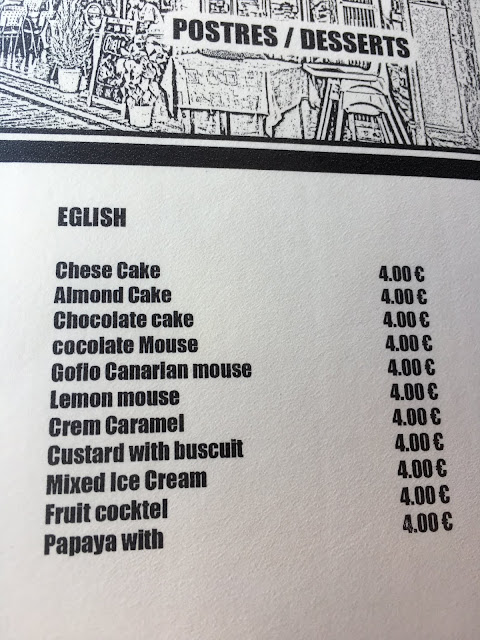 POSTRES / DESSERTS
EGLISH
Chese Cake 4.00 €
Almond Cake 4.00 €
Chocolate cake 4.00 €
cocolate Mouse 4.00 €
Gofio Canarian mouse 4.00 €
Lemon mouse 4.00 €
Crem Caramel 4.00 €
Custard with buscuit 4.00 €
Mixed Ice Cream 4.00 €
Fruit cocktel 4.00 €
Papaya with 4.00 €